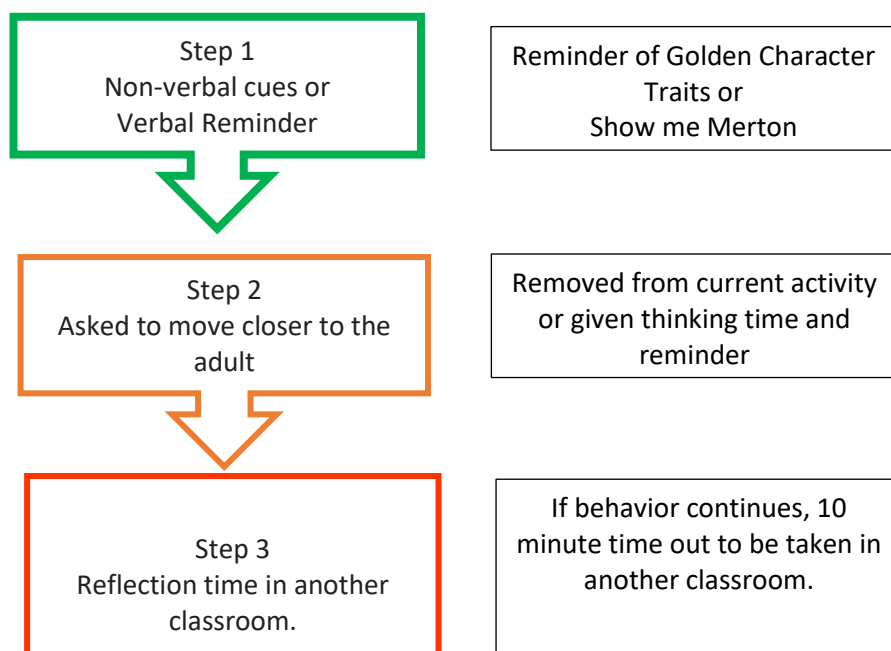 Step 1
Non-verbal cues or
Verbal Reminder
Reminder of Golden Character
Traits or
Show me Merton
Step 2
Asked to move closer to the
adult
Removed from current activity
or given thinking time and
reminder
Step 3
Reflection time in another
classroom.
If behavior continues, 10
minute time out to be taken in
another classroom.